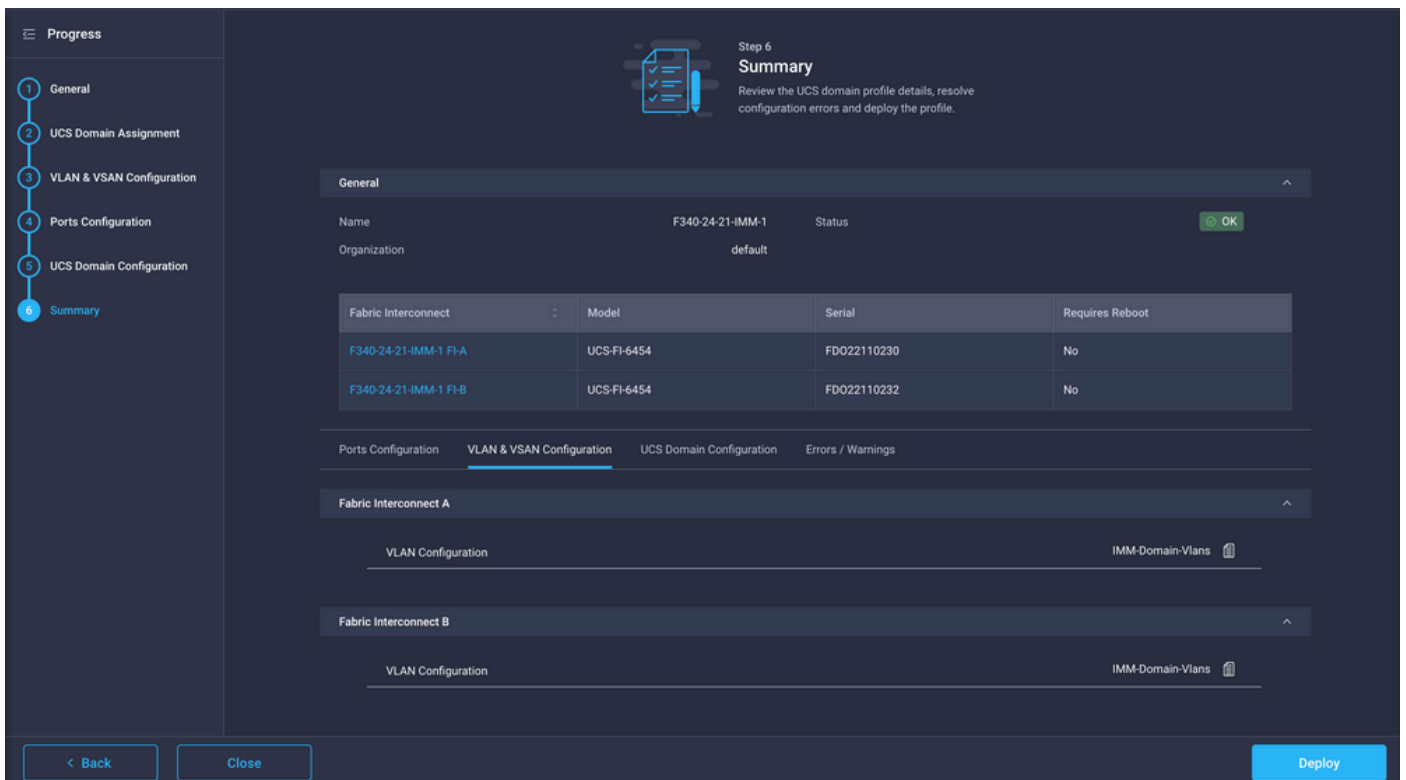 Progress
1 General
2 UCS Domain Assignment
3 VLAN & VSAN Configuration
4 Ports Configuration
5 UCS Domain Configuration
6 Summary
Step 6
Summary
Review the UCS domain profile details, resolve
configuration errors and deploy the profile.
General
Name F340-24-21-IMM-1 Status OK
Organization default
Fabric Interconnect Model Serial Requires Reboot
F340-24-21-IMM-1 FI-A UCS-FI-6454 FDO22110230 No
F340-24-21-IMM-1 FI-B UCS-FI-6454 FDO22110232 No
Ports Configuration VLAN & VSAN Configuration UCS Domain Configuration Errors / Warnings
Fabric Interconnect A
VLAN Configuration IMM-Domain-Vlans
Fabric Interconnect B
VLAN Configuration IMM-Domain-Vlans
< Back Close Deploy